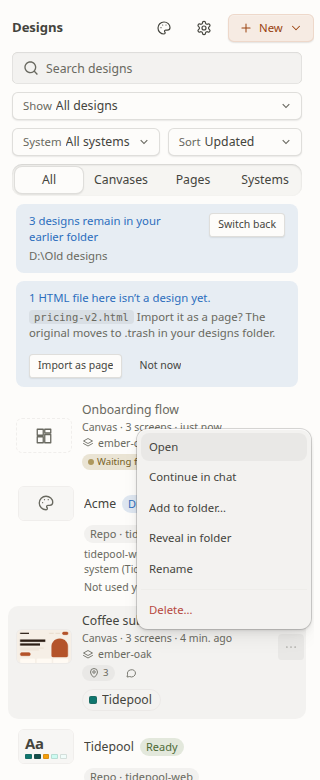 Designs
New
Search designs
Show All designs
System All systems
Sort Updated
All Canvases Pages Systems
3 designs remain in your
earlier folder
Switch back
D:\Old designs
1 HTML file here isn't a design yet.
pricing-v2.html Import it as a page? The
original moves to .trash in your designs folder.
Import as page Not now
Onboarding flow
Canvas · 3 screens · just now
Waiting
Open
Continue in chat
Add to folder...
Reveal in folder
Rename
Delete...
Acme
Repo
Not used
Coffee
Canvas · 3 screens · 4 min. ago
ember-oak
3
Tidepool
Aa
Tidepool Ready
Repo · tidepool-web